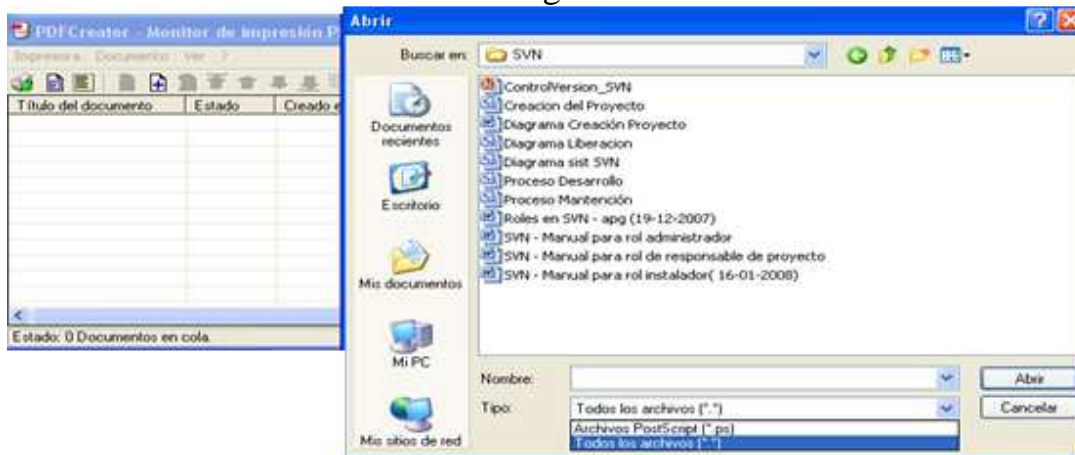 PDFCreator - Monitor de impresión P
Impresora Documento Ver ?
Título del documento Estado Creado e
Estado: 0 Documentos en cola.
Abrir
Buscar en: SVN
Documentos recientes
Escritorio
Mis documentos
Mi PC
Mis sitios de red
ControlVersion_SVN
Creacion del Proyecto
Diagrama Creación Proyecto
Diagrama Liberacion
Diagrama sist SVN
Proceso Desarrollo
Proceso Mantención
Roles en SVN - apg (19-12-2007)
SVN - Manual para rol administrador
SVN - Manual para rol de responsable de proyecto
SVN - Manual para rol instalador( 16-01-2008)
Nombre: Abrir
Tipo: Todos los archivos (*.*) Cancelar
Archivos PostScript (*.ps)
Todos los archivos (*.*)